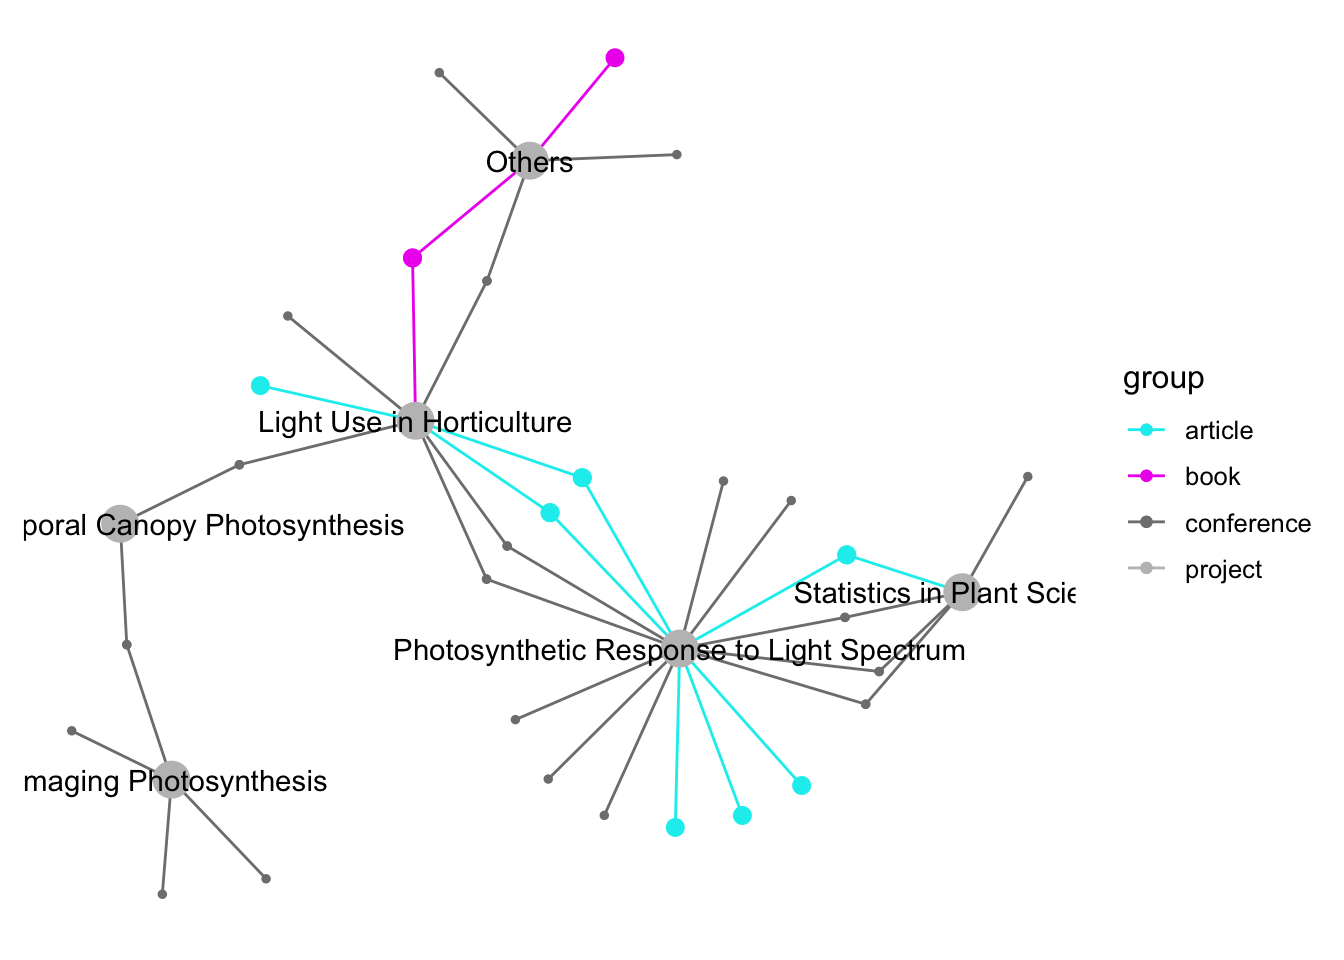 Others
Light Use in Horticulture
poral Canopy Photosynthesis
Statistics in Plant Scie
Photosynthetic Response to Light Spectrum
maging Photosynthesis
group
article
book
conference
project